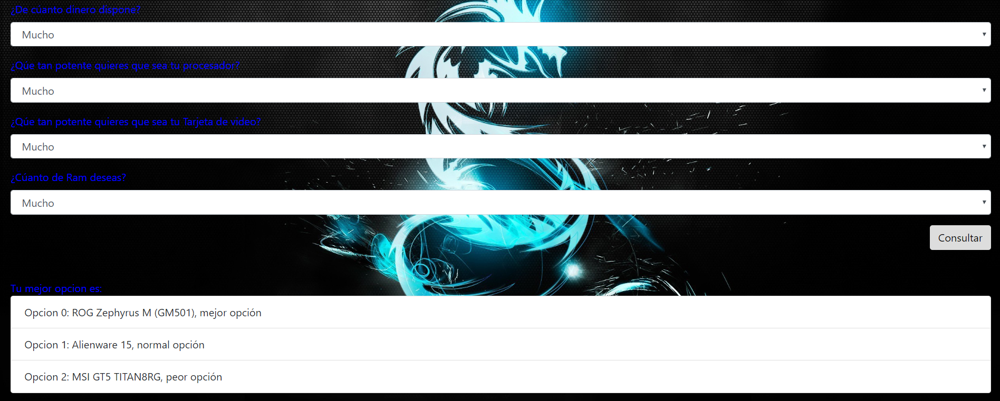 ¿De cúanto dinero dispone?
Mucho
¿Qúe tan potente quieres que sea tu procesador?
Mucho
¿Qúe tan potente quieres que sea tu Tarjeta de video?
Mucho
¿Cúanto de Ram deseas?
Mucho
Consultar
Tu mejor opcion es:
Opcion 0: ROG Zephyrus M (GM501), mejor opción
Opcion 1: Alienware 15, normal opción
Opcion 2: MSI GT5 TITAN8RG, peor opción